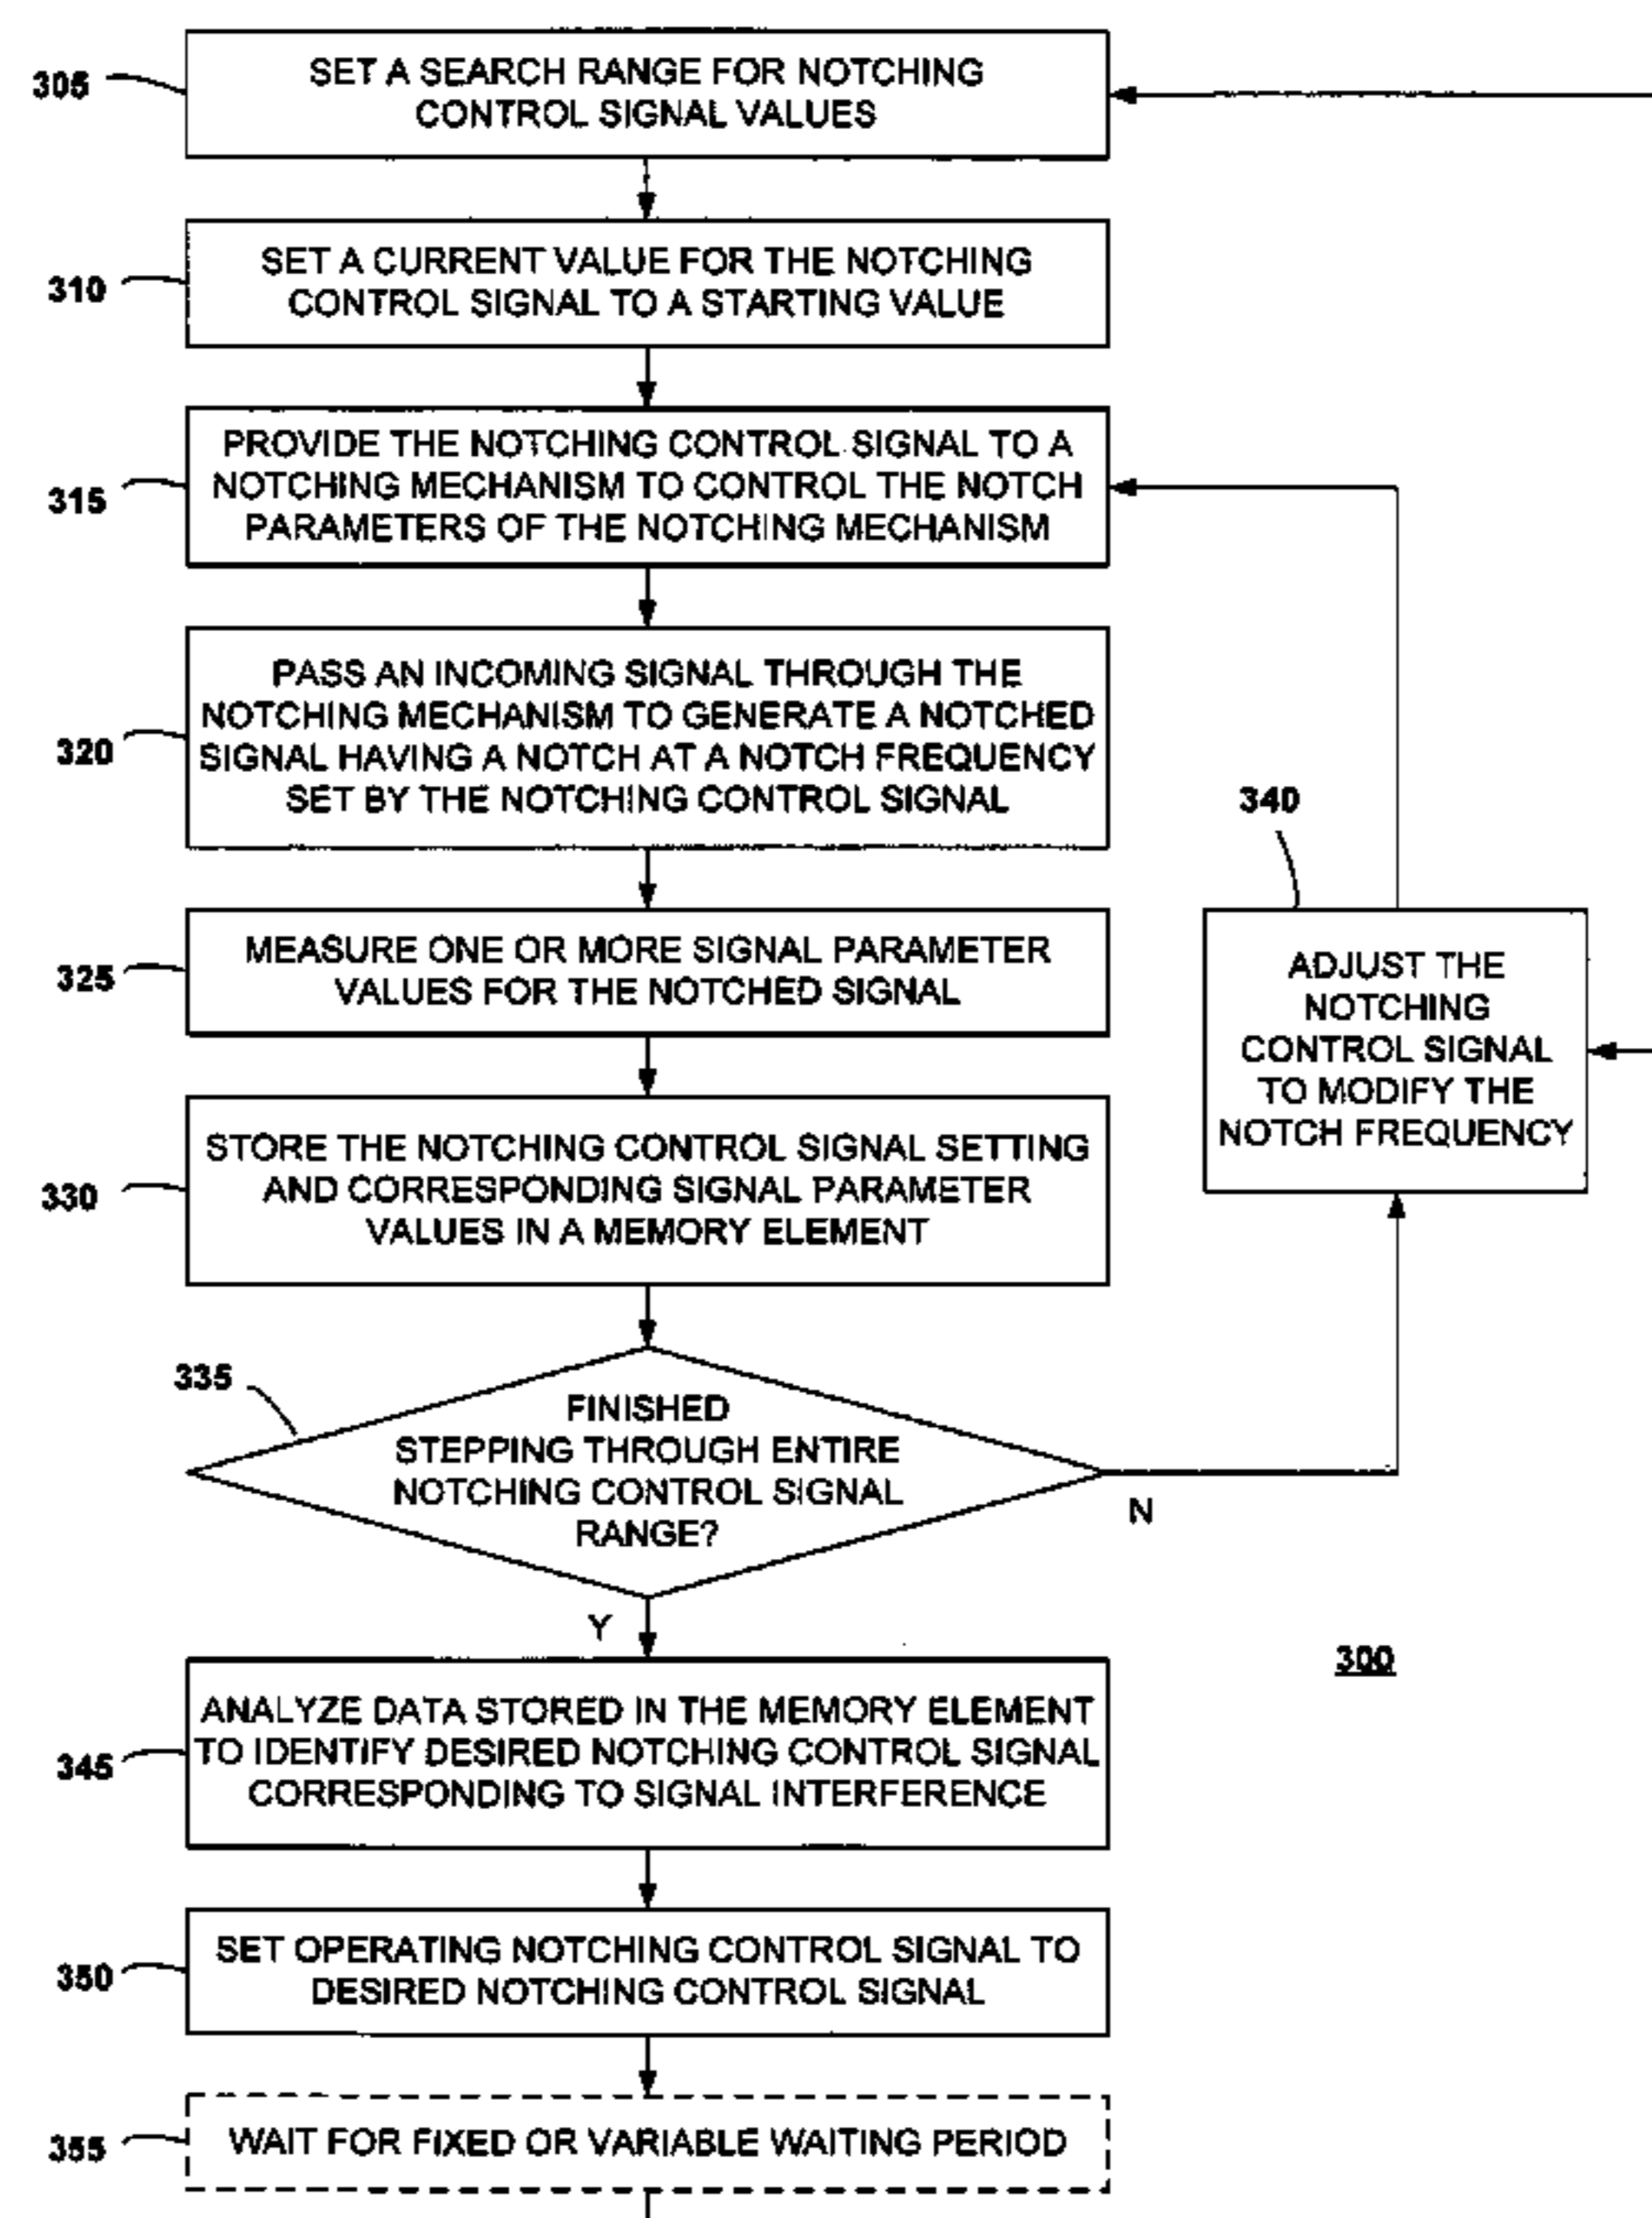 305
SET A SEARCH RANGE FOR NOTCHING
CONTROL SIGNAL VALUES
310
SET A CURRENT VALUE FOR THE NOTCHING
CONTROL SIGNAL TO A STARTING VALUE
315
PROVIDE THE NOTCHING CONTROL SIGNAL TO A
NOTCHING MECHANISM TO CONTROL THE NOTCH
PARAMETERS OF THE NOTCHING MECHANISM
320
PASS AN INCOMING SIGNAL THROUGH THE
NOTCHING MECHANISM TO GENERATE A NOTCHED
SIGNAL HAVING A NOTCH AT A NOTCH FREQUENCY
SET BY THE NOTCHING CONTROL SIGNAL
325
MEASURE ONE OR MORE SIGNAL PARAMETER
VALUES FOR THE NOTCHED SIGNAL
340
ADJUST THE
NOTCHING
CONTROL SIGNAL
TO MODIFY THE
NOTCH FREQUENCY
330
STORE THE NOTCHING CONTROL SIGNAL SETTING
AND CORRESPONDING SIGNAL PARAMETER
VALUES IN A MEMORY ELEMENT
335
FINISHED
STEPPING THROUGH ENTIRE
NOTCHING CONTROL SIGNAL
RANGE?
N
Y
300
345
ANALYZE DATA STORED IN THE MEMORY ELEMENT
TO IDENTIFY DESIRED NOTCHING CONTROL SIGNAL
CORRESPONDING TO SIGNAL INTERFERENCE
350
SET OPERATING NOTCHING CONTROL SIGNAL TO
DESIRED NOTCHING CONTROL SIGNAL
355
WAIT FOR FIXED OR VARIABLE WAITING PERIOD